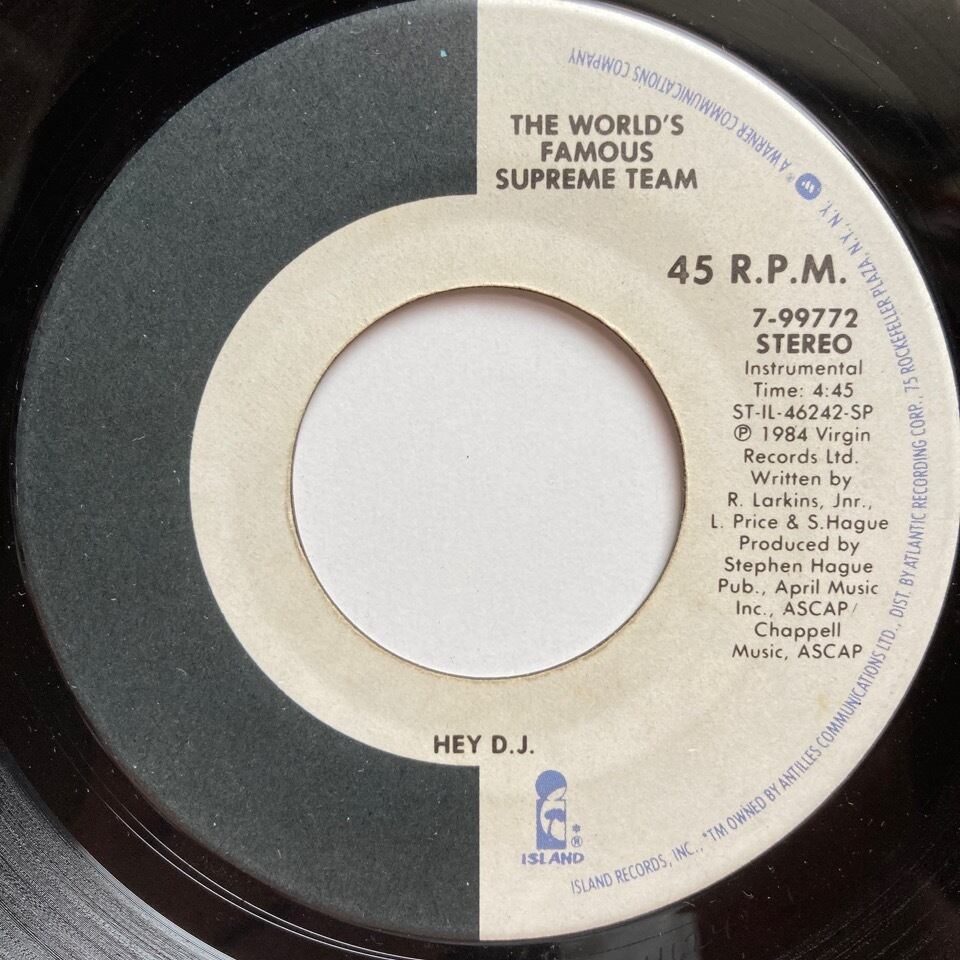 THE WORLD'S
FAMOUS
SUPREME TEAM
45 R.P.M.
7-99772
STEREO
Instrumental
Time: 4:45
ST-IL-46242-SP
℗ 1984 Virgin
Records Ltd.
Written by
R. Larkins, Jnr.,
L. Price & S.Hague
Produced by
Stephen Hague
Pub., April Music
Inc., ASCAP/
Chappell
Music, ASCAP
HEY D.J.
ISLAND*®
ISLAND RECORDS, INC., *TM OWNED BY ANTILLES COMMUNICATIONS LTD., DIST. BY ATLANTIC RECORDING CORP., 75 ROCKEFELLER PLAZA, N.Y., N.Y. ® A WARNER COMMUNICATIONS COMPANY